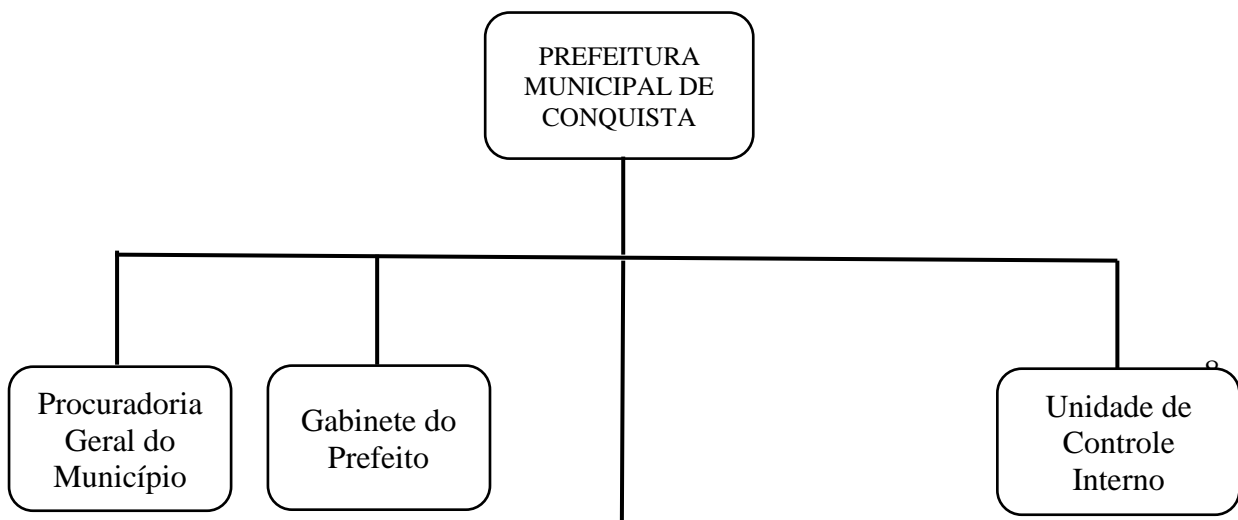 PREFEITURA
MUNICIPAL DE
CONQUISTA
Procuradoria
Geral do
Município
Gabinete do
Prefeito
Unidade de
Controle
Interno